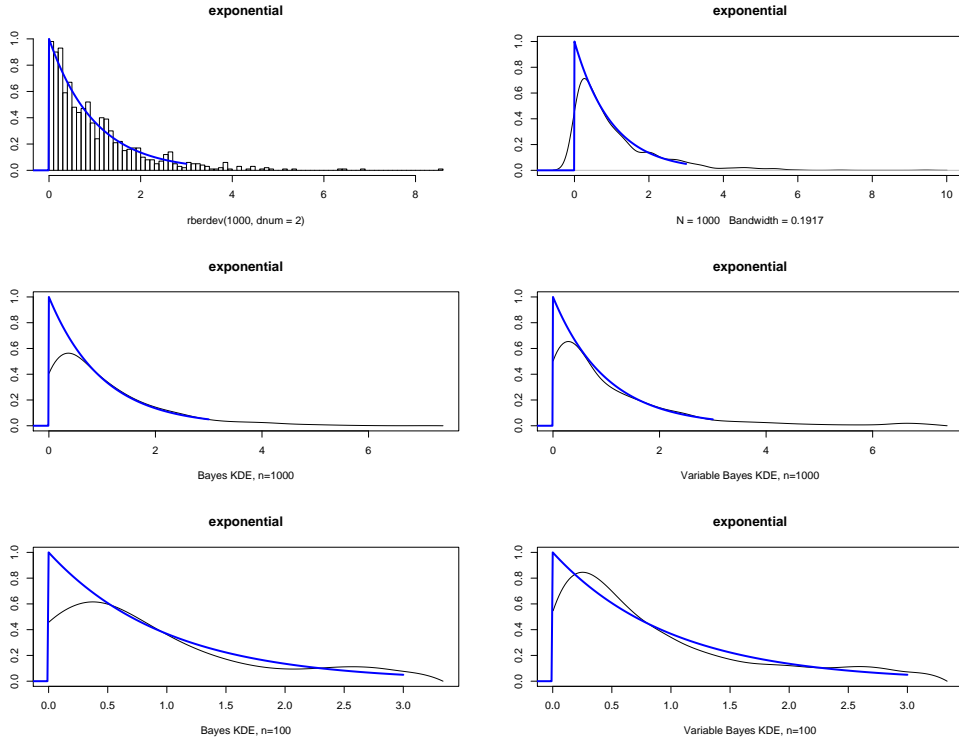 exponential
0.0 0.2 0.4 0.6 0.8 1.0
0 2 4 6 8
rberdev(1000, dnum = 2)
exponential
0.0 0.2 0.4 0.6 0.8 1.0
0 2 4 6 8 10
N = 1000 Bandwidth = 0.1917
exponential
0.0 0.2 0.4 0.6 0.8 1.0
0 2 4 6
Bayes KDE, n=1000
exponential
0.0 0.2 0.4 0.6 0.8 1.0
0 2 4 6
Variable Bayes KDE, n=1000
exponential
0.0 0.2 0.4 0.6 0.8 1.0
0.0 0.5 1.0 1.5 2.0 2.5 3.0
Bayes KDE, n=100
exponential
0.0 0.2 0.4 0.6 0.8 1.0
0.0 0.5 1.0 1.5 2.0 2.5 3.0
Variable Bayes KDE, n=100